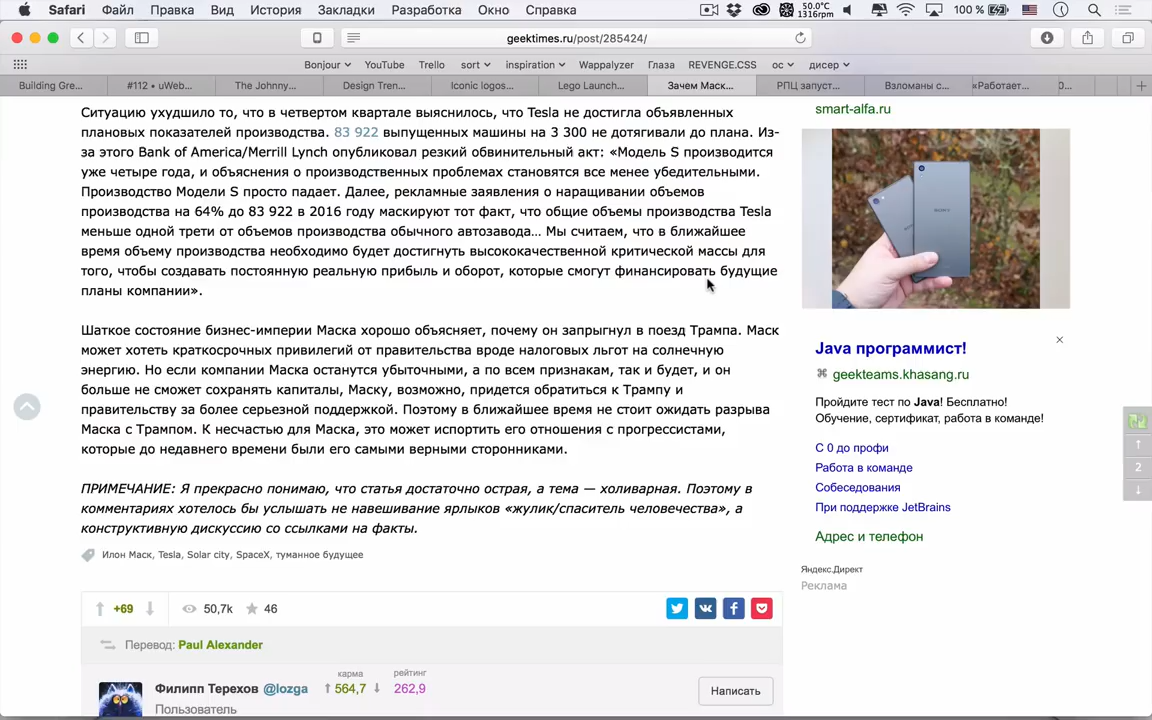 Safari Файл Правка Вид История Закладки Разработка Окно Справка 50.0°C 1316rpm 100 %
geektimes.ru/post/285424/
Bonjour YouTube Trello sort inspiration Wappalyzer Глаза REVENGE.CSS ос дисер
Building Gre... #112 • uWeb... The Johnny... Design Tren... Iconic logos... Lego Launch... Зачем Маск... РПЦ запуст... Взломаны с... «Работает...
Ситуацию ухудшило то, что в четвертом квартале выяснилось, что Tesla не достигла объявленных
плановых показателей производства. 83 922 выпущенных машины на 3 300 не дотягивали до плана. Из-
за этого Bank of America/Merrill Lynch опубликовал резкий обвинительный акт: «Модель S производится
уже четыре года, и объяснения о производственных проблемах становятся все менее убедительными.
Производство Модели S просто падает. Далее, рекламные заявления о наращивании объемов
производства на 64% до 83 922 в 2016 году маскируют тот факт, что общие объемы производства Tesla
меньше одной трети от объемов производства обычного автозавода... Мы считаем, что в ближайшее
время объему производства необходимо будет достигнуть высококачественной критической массы для
того, чтобы создавать постоянную реальную прибыль и оборот, которые смогут финансировать будущие
планы компании».
Шаткое состояние бизнес-империи Маска хорошо объясняет, почему он запрыгнул в поезд Трампа. Маск
может хотеть краткосрочных привилегий от правительства вроде налоговых льгот на солнечную
энергию. Но если компании Маска останутся убыточными, а по всем признакам, так и будет, и он
больше не сможет сохранять капиталы, Маску, возможно, придется обратиться к Трампу и
правительству за более серьезной поддержкой. Поэтому в ближайшее время не стоит ожидать разрыва
Маска с Трампом. К несчастью для Маска, это может испортить его отношения с прогрессистами,
которые до недавнего времени были его самыми верными сторонниками.
ПРИМЕЧАНИЕ: Я прекрасно понимаю, что статья достаточно острая, а тема — холиварная. Поэтому в
комментариях хотелось бы услышать не навешивание ярлыков «жулик/спаситель человечества», а
конструктивную дискуссию со ссылками на факты.
Илон Маск, Tesla, Solar city, SpaceX, туманное будущее
+69 50,7k 46
Перевод: Paul Alexander
карма рейтинг
Филипп Терехов @lozga 564,7 262,9 Написать
Пользователь
smart-alfa.ru
SONY
Java программист!
geekteams.khasang.ru
Пройдите тест по Java! Бесплатно!
Обучение, сертификат, работа в команде!
С 0 до профи
Работа в команде
Собеседования
При поддержке JetBrains
Адрес и телефон
Яндекс.Директ
Реклама
2